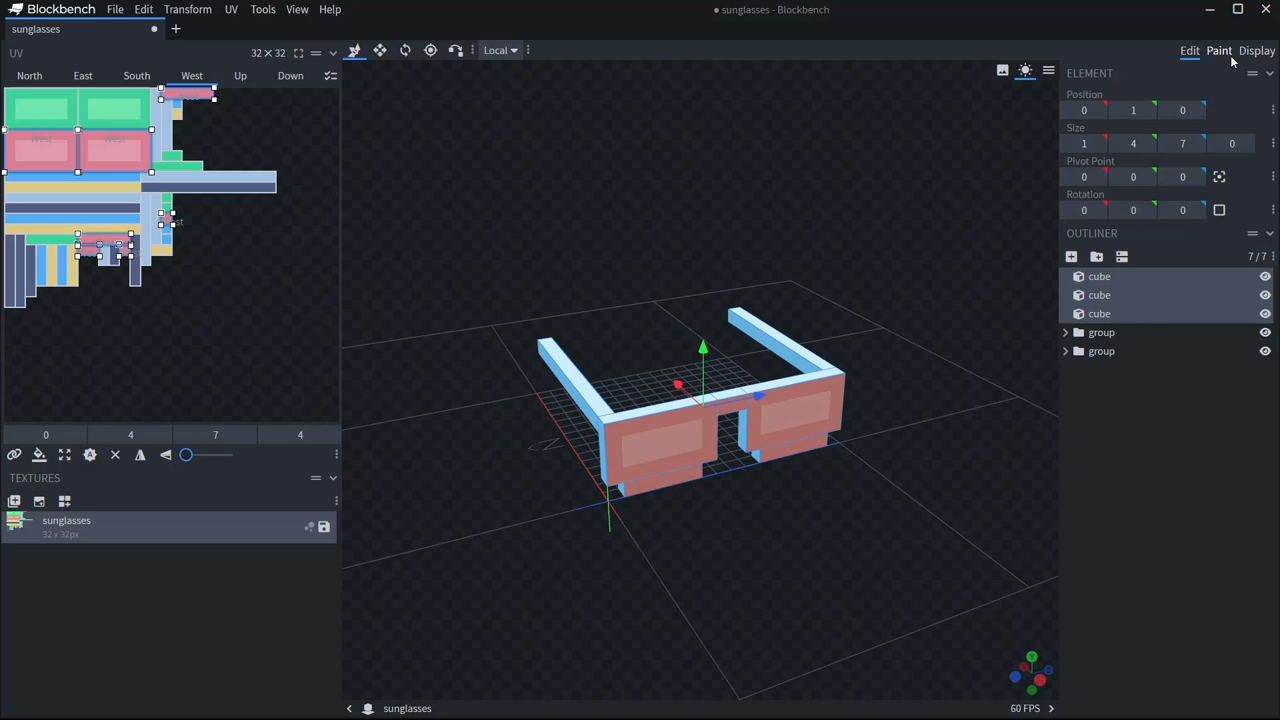 Blockbench File Edit Transform UV Tools View Help
• sunglasses - Blockbench
sunglasses
UV 32×32
Local
Edit Paint Display
North East South West Up Down
ELEMENT
Position
0 1 0
Size
1 4 7 0
Pivot Point
0 0 0
Rotation
0 0 0
OUTLINER
7 / 7
cube
cube
cube
group
group
West West
0 4 7 4
TEXTURES
sunglasses
32 x 32px
sunglasses
60 FPS